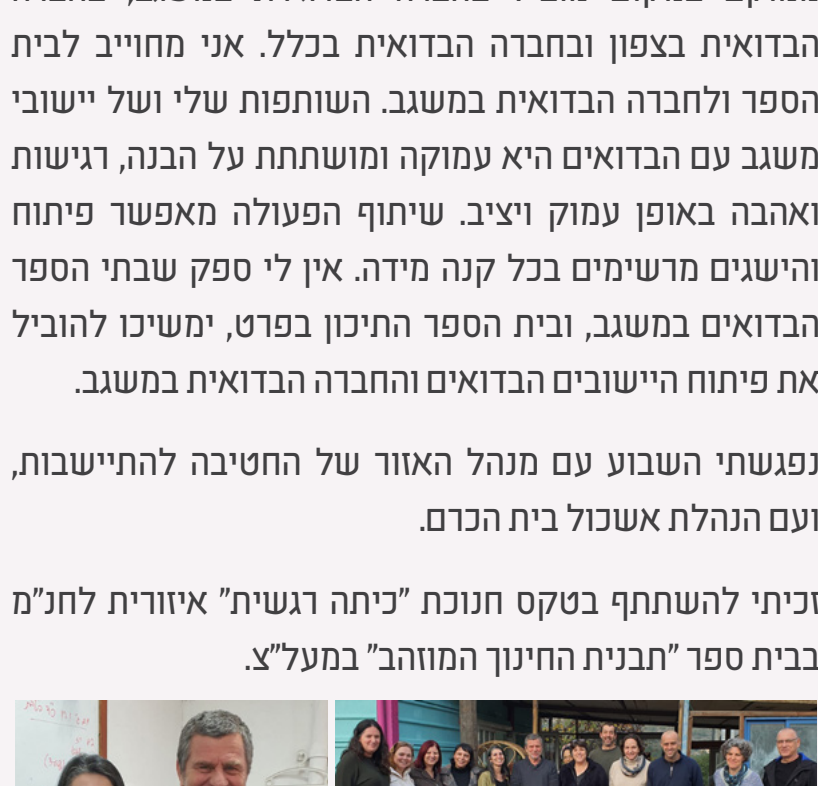 הבדואית בצפון ובחברה הבדואית בכלל. אני מחוייב לבית
הספר ולחברה הבדואית במשגב. השותפות שלי ושל יישובי
משגב עם הבדואים היא עמוקה ומושתתת על הבנה, רגישות
ואהבה באופן עמוק ויציב. שיתוף הפעולה מאפשר פיתוח
והישגים מרשימים בכל קנה מידה. אין לי ספק שבתי הספר
הבדואים במשגב, ובית הספר התיכון בפרט, ימשיכו להוביל
את פיתוח היישובים הבדואים והחברה הבדואית במשגב.
נפגשתי השבוע עם מנהל האזור של החטיבה להתיישבות,
ועם הנהלת אשכול בית הכרם.
זכיתי להשתתף בטקס חנוכת "כיתה רגשית" איזורית לחנ"מ
בבית ספר "תבנית החינוך המוזהב" במעל"צ.